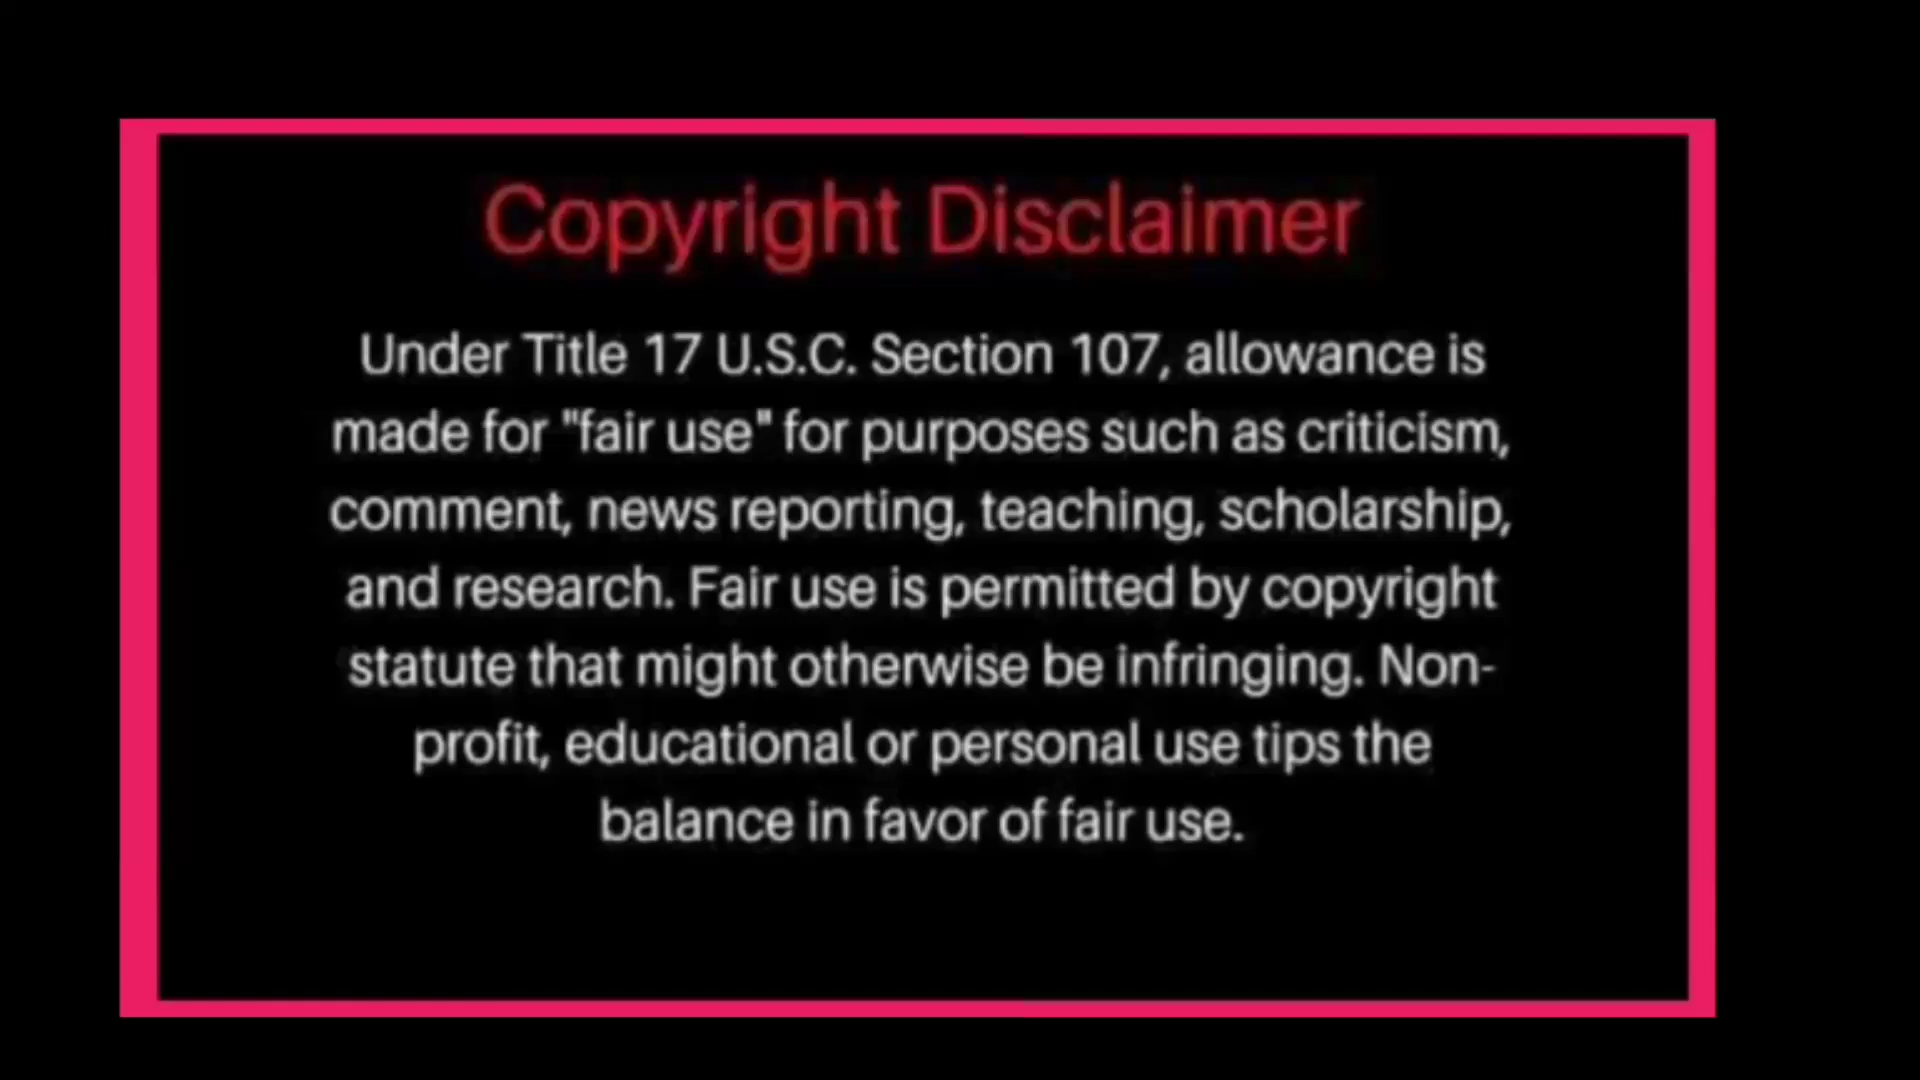 Copyright Disclaimer
Under Title 17 U.S.C. Section 107, allowance is
made for "fair use" for purposes such as criticism,
comment, news reporting, teaching, scholarship,
and research. Fair use is permitted by copyright
statute that might otherwise be infringing. Non-
profit, educational or personal use tips the
balance in favor of fair use.